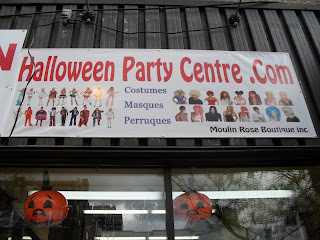 N
Halloween Party Centre .Com
Costumes
Masques
Perruques
Moulin Rose Boutique inc